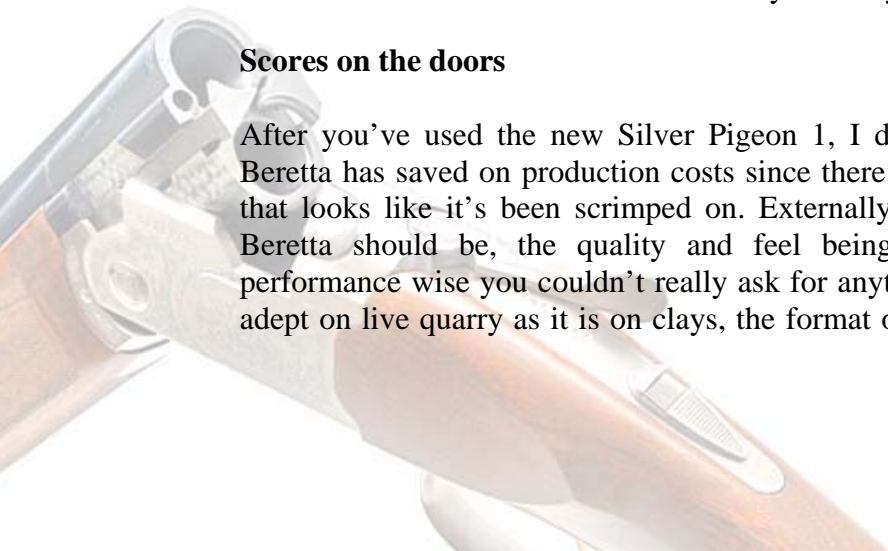 Scores on the doors
After you’ve used the new Silver Pigeon 1, I d
Beretta has saved on production costs since there
that looks like it’s been scrimped on. Externally
Beretta should be, the quality and feel being
performance wise you couldn’t really ask for anyt
adept on live quarry as it is on clays, the format o